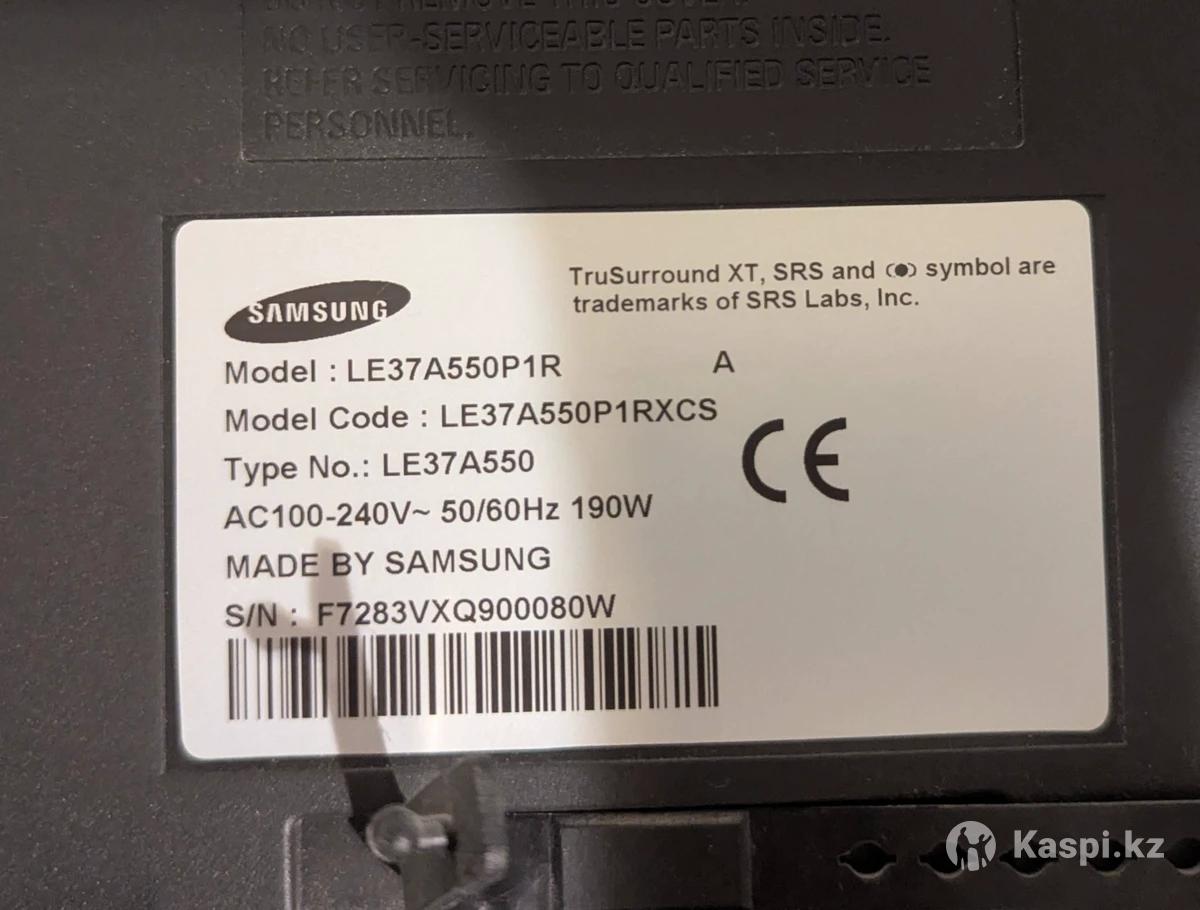 NO USER-SERVICEABLE PARTS INSIDE.
REFER SERVICING TO QUALIFIED SERVICE
PERSONNEL.
SAMSUNG
TruSurround XT, SRS and (●) symbol are
trademarks of SRS Labs, Inc.
Model : LE37A550P1R A
Model Code : LE37A550P1RXCS
Type No.: LE37A550
AC100-240V~ 50/60Hz 190W
MADE BY SAMSUNG
S/N : F7283VXQ900080W
CE
Kaspi.kz